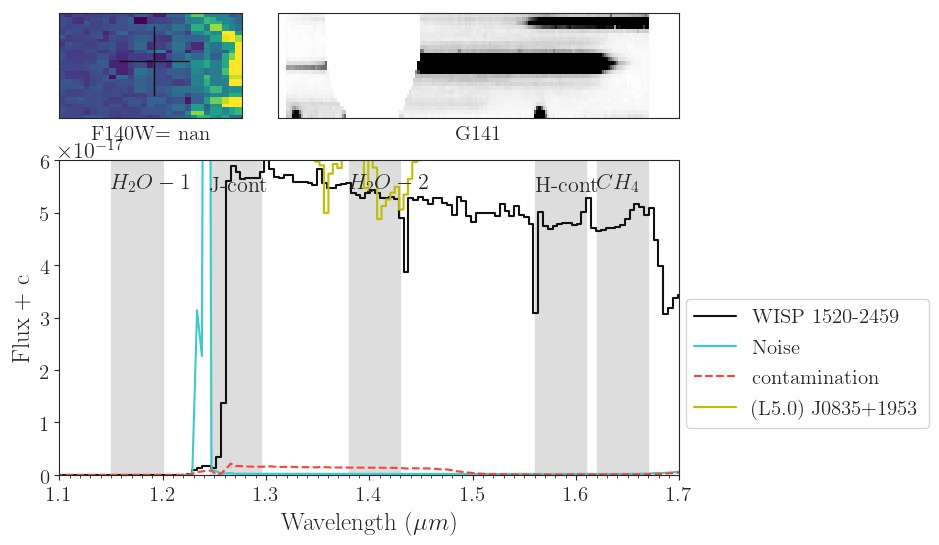 F140W= nan
G141
×10⁻¹⁷
H₂O − 1
J-cont
H₂O − 2
H-cont
CH₄
6
5
4
3
2
1
0
Flux + c
1.1
1.2
1.3
1.4
1.5
1.6
1.7
Wavelength (μm)
WISP 1520-2459
Noise
contamination
(L5.0) J0835+1953